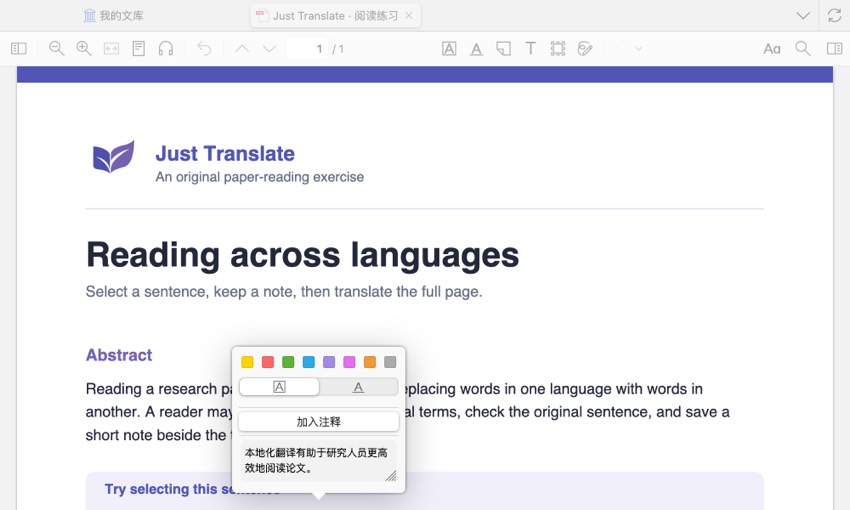 我的文库
Just Translate - 阅读练习
1 / 1
Aa
Just Translate
An original paper-reading exercise
Reading across languages
Select a sentence, keep a note, then translate the full page.
Abstract
Reading a research pa
eplacing words in one language with words in
another. A reader may
al terms, check the original sentence, and save a
short note beside the t
加入注释
本地化翻译有助于研究人员更高
效地阅读论文。
Try selecting this sentence